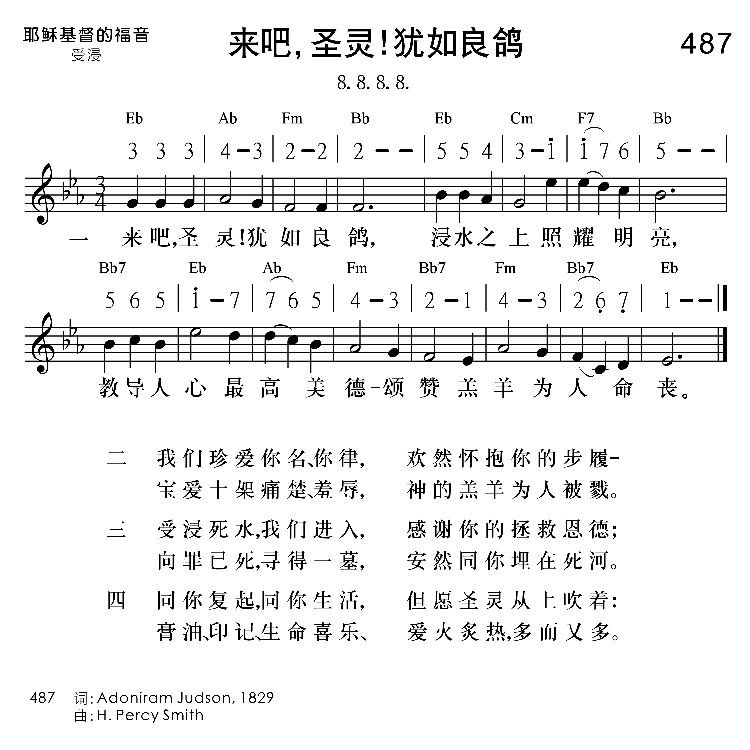 耶稣基督的福音
受浸
来吧,圣灵!犹如良鸽
487
8. 8. 8. 8.
Eb Ab Fm Bb Eb Cm F7 Bb
3 3 3 | 4 – 3 | 2 – 2 | 2 – – | 5 5 4 | 3 – 1̇ | 1̇ 7 6 | 5 – –
3/4
一 来吧,圣灵!犹如良鸽, 浸水之上照耀明亮,
Bb7 Eb Ab Fm Bb7 Fm Bb7 Eb
5 6 5 | 1̇ – 7 | 7 6 5 | 4 – 3 | 2 – 1 | 4 – 3 | 2 6̣ 7̣ | 1 – –
教导人心最高美德–颂赞羔羊为人命丧。
二 我们珍爱你名、你律, 欢然怀抱你的步履–
宝爱十架痛楚、羞辱, 神的羔羊为人被戮。
三 受浸死水,我们进入, 感谢你的拯救恩德;
向罪已死,寻得一墓, 安然同你埋在死河。
四 同你复起,同你生活, 但愿圣灵从上吹着:
膏油、印记、生命喜乐、 爱火炙热,多而又多。
487 词: Adoniram Judson, 1829
曲: H. Percy Smith